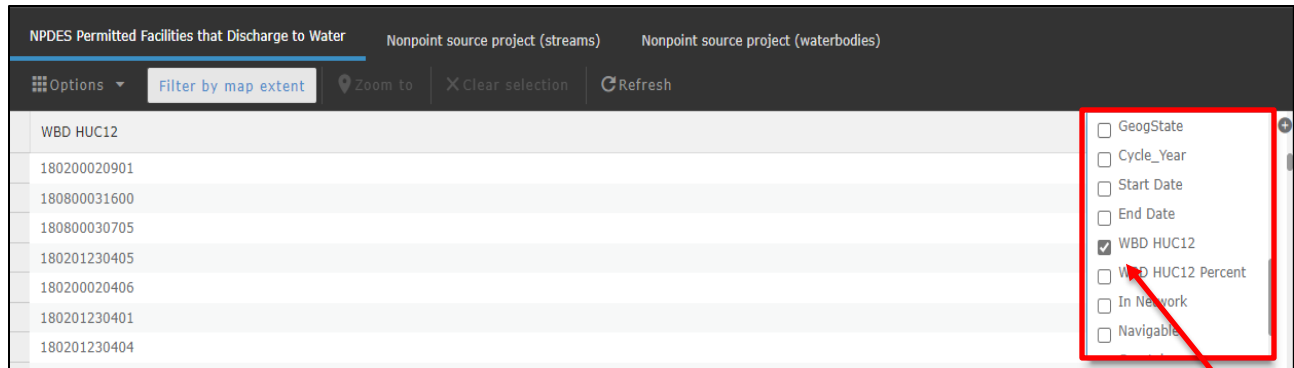 NPDES Permitted Facilities that Discharge to Water Nonpoint source project (streams) Nonpoint source project (waterbodies)
Options Filter by map extent Zoom to Clear selection Refresh
WBD HUC12
180200020901
180800031600
180800030705
180201230405
180200020406
180201230401
180201230404
GeogState
Cycle_Year
Start Date
End Date
WBD HUC12
WBD HUC12 Percent
In Network
Navigable